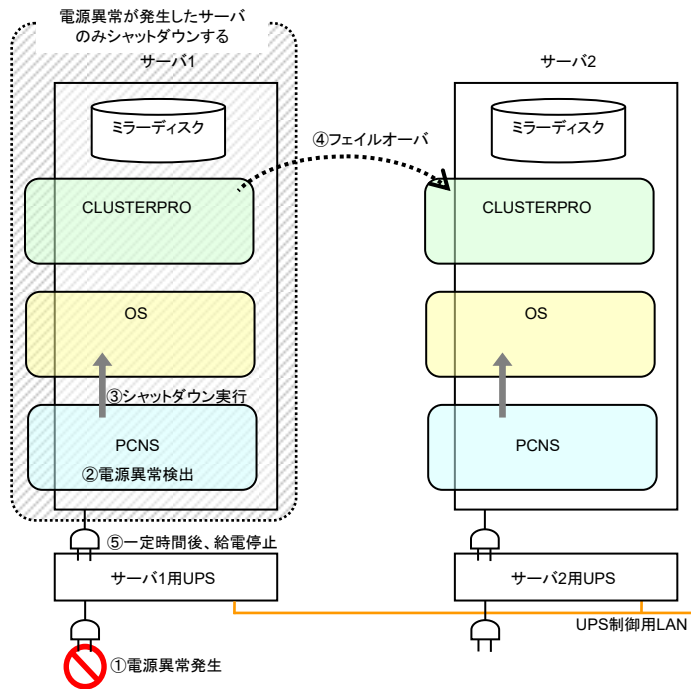 電源異常が発生したサーバ
のみシャットダウンする
サーバ1
サーバ2
ミラーディスク
ミラーディスク
④フェイルオーバ
CLUSTERPRO
CLUSTERPRO
OS
OS
③シャットダウン実行
PCNS
PCNS
②電源異常検出
⑤一定時間後、給電停止
サーバ1用UPS
サーバ2用UPS
UPS制御用LAN
①電源異常発生